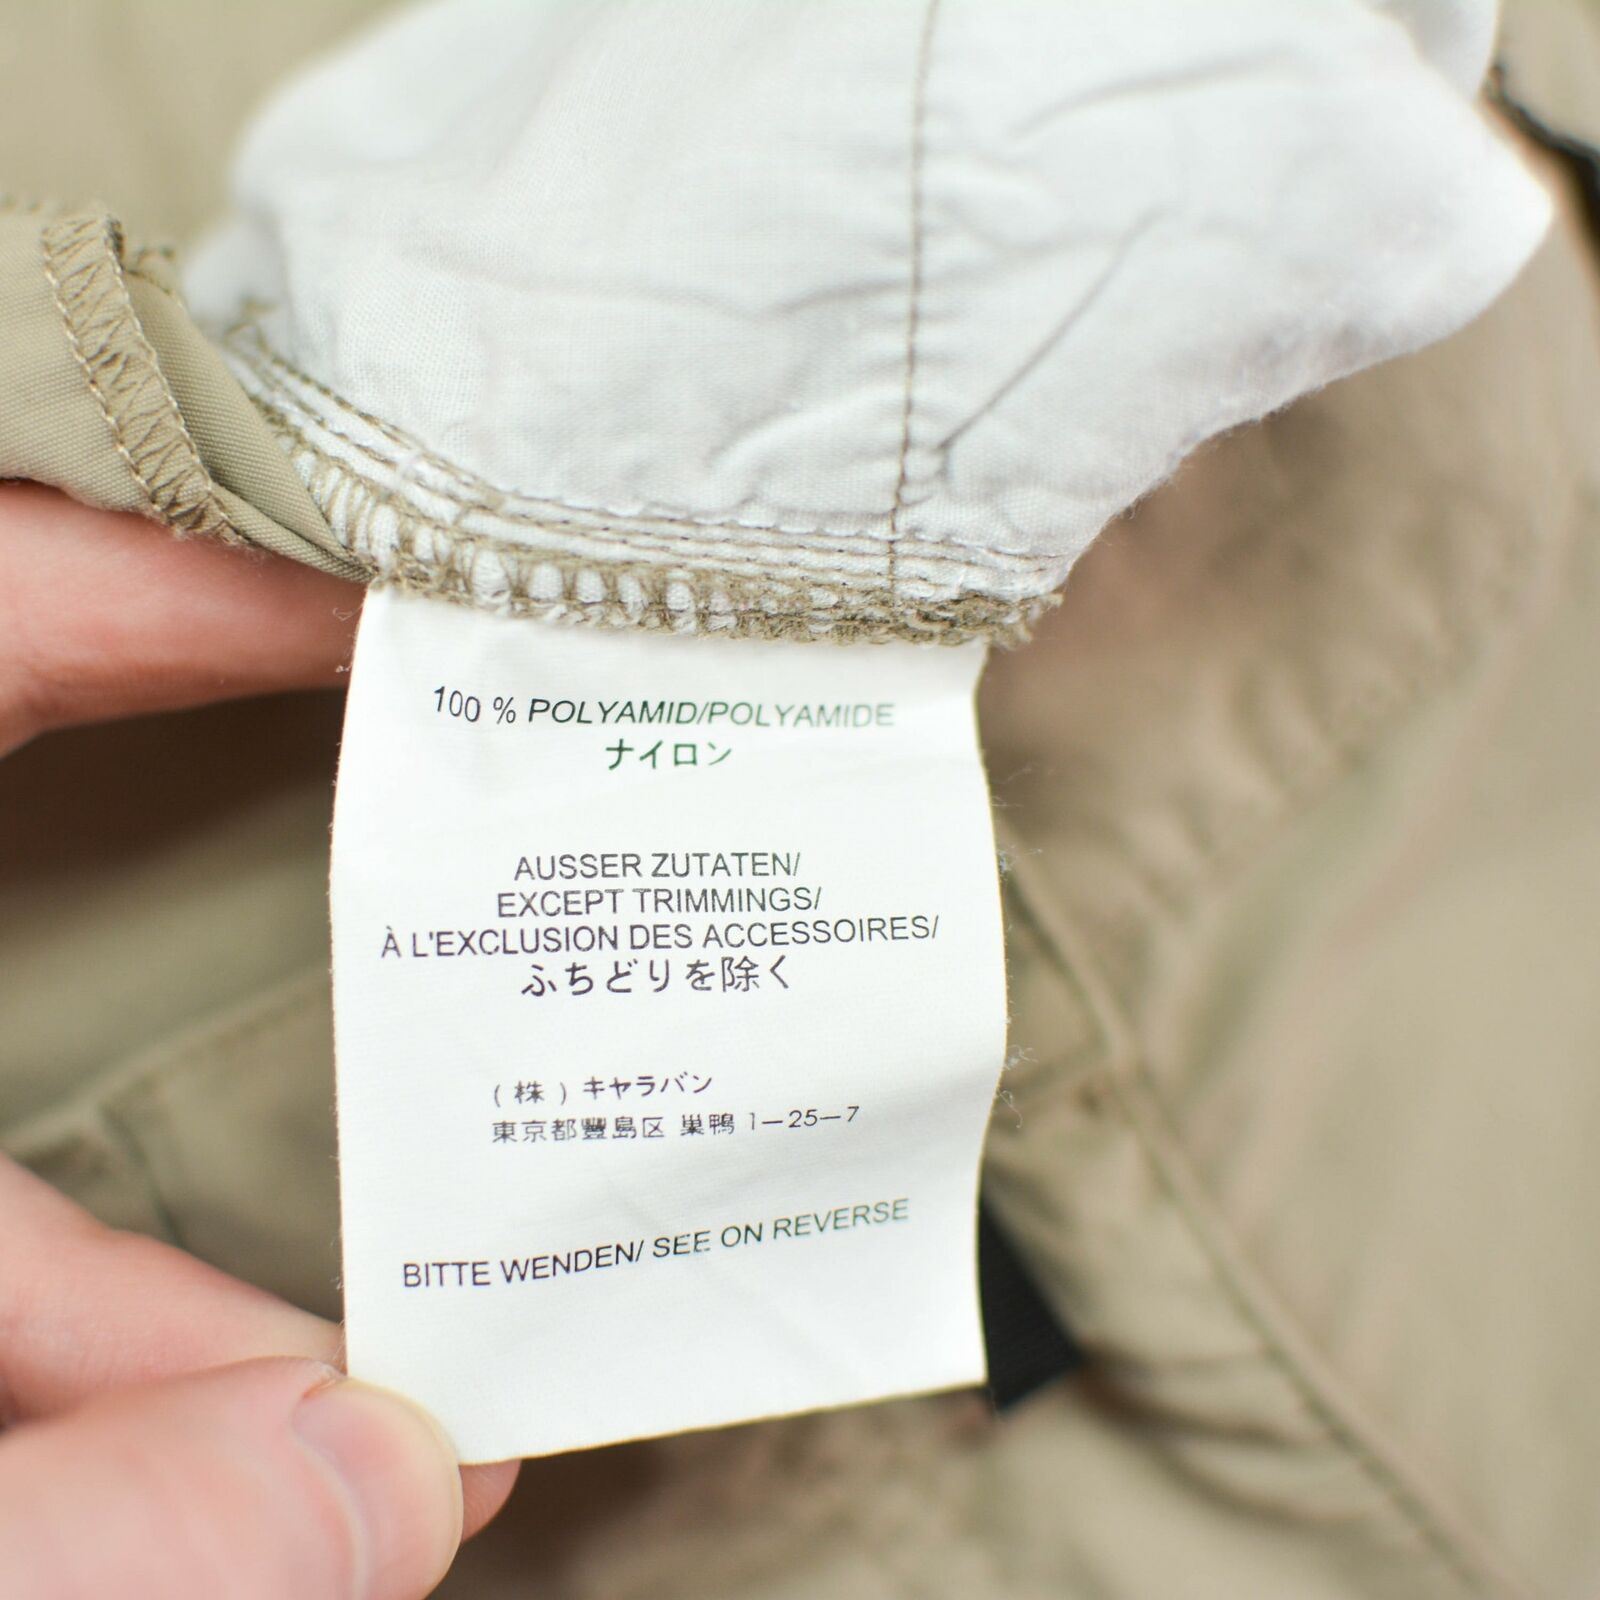 100 % POLYAMID/POLYAMIDE
ナイロン
AUSSER ZUTATEN/
EXCEPT TRIMMINGS/
À L'EXCLUSION DES ACCESSOIRES/
ふちどりを除く
( 株 ) キヤラバン
東京都豐島区 巣鴨 1－25－7
BITTE WENDEN/ SEE ON REVERSE